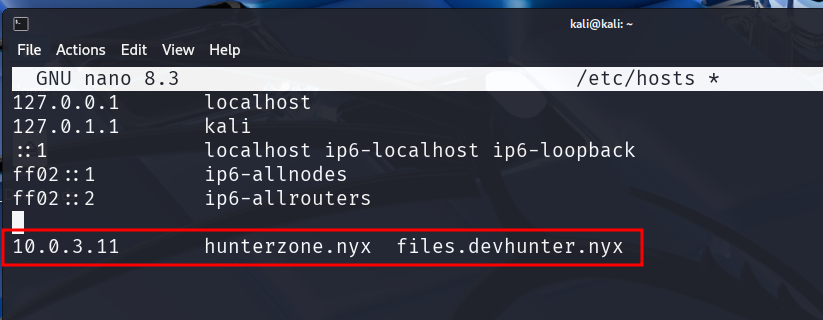 kali@kali: ~
File Actions Edit View Help
GNU nano 8.3 /etc/hosts *
127.0.0.1 localhost
127.0.1.1 kali
::1 localhost ip6-localhost ip6-loopback
ff02::1 ip6-allnodes
ff02::2 ip6-allrouters
10.0.3.11 hunterzone.nyx files.devhunter.nyx